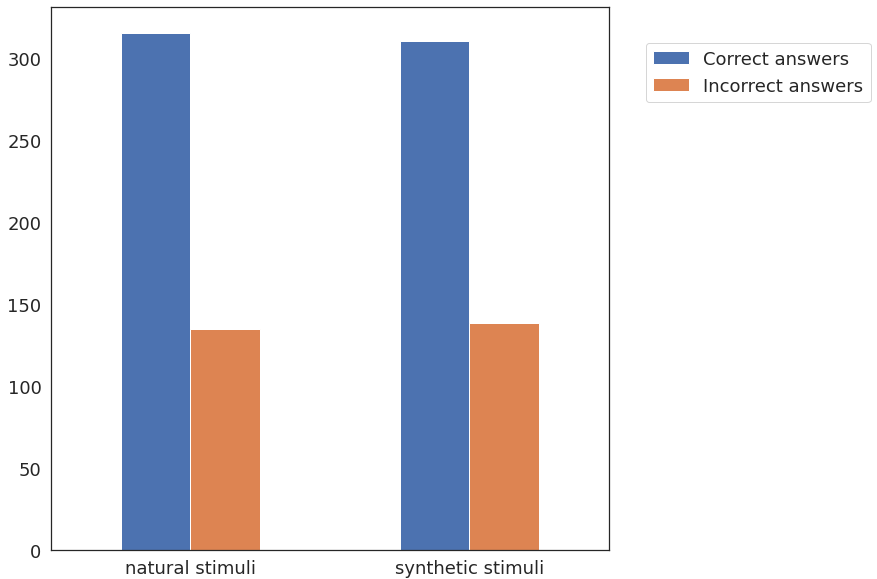 300
250
200
150
100
50
0
natural stimuli
synthetic stimuli
Correct answers
Incorrect answers